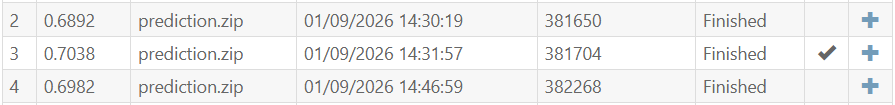 2 0.6892 prediction.zip 01/09/2026 14:30:19 381650 Finished
3 0.7038 prediction.zip 01/09/2026 14:31:57 381704 Finished
4 0.6982 prediction.zip 01/09/2026 14:46:59 382268 Finished